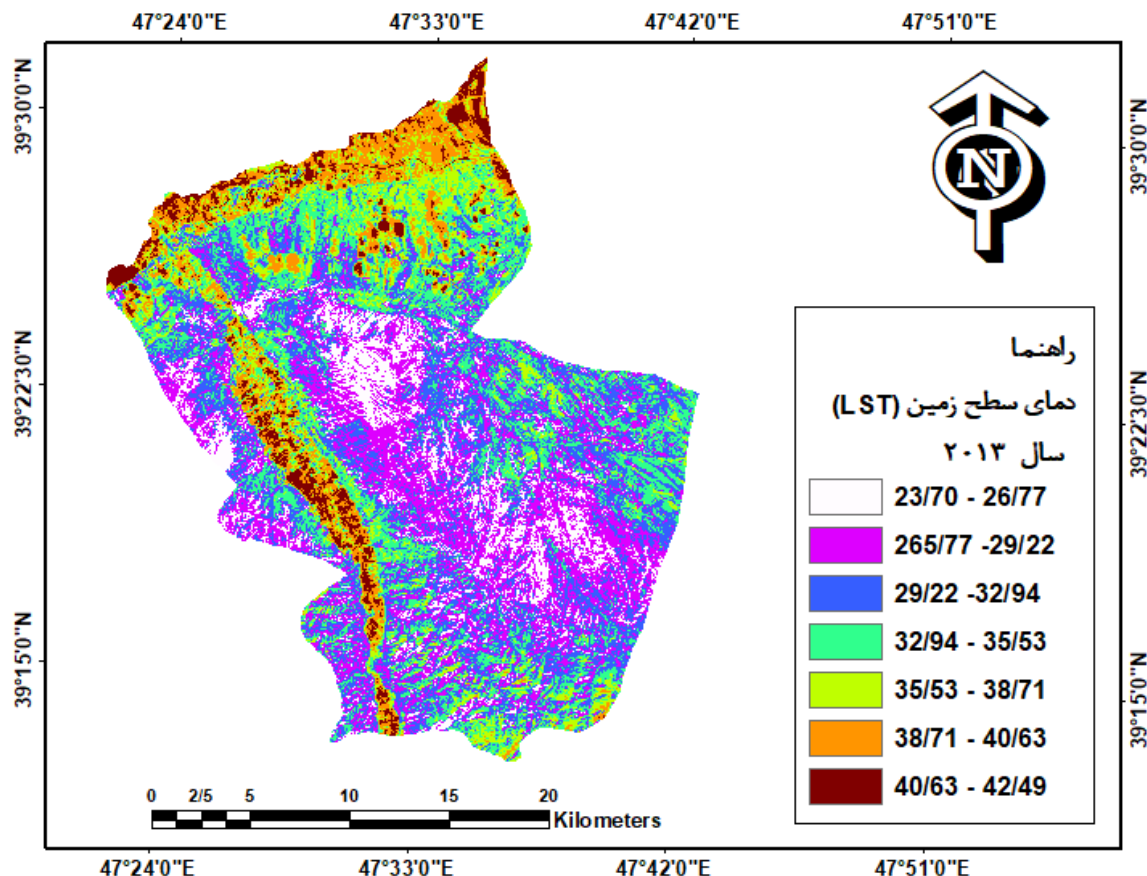 47°24'0"E 47°33'0"E 47°42'0"E 47°51'0"E
39°30'0"N
39°22'30"N
39°15'0"N
39°30'0"N
39°22'3'0"N
39°15'0"N
N
راهنما
دمای سطح زمین (LST)
سال ۲۰۱۳
23/70 - 26/77
265/77 -29/22
29/22 -32/94
32/94 - 35/53
35/53 - 38/71
38/71 - 40/63
40/63 - 42/49
0 2/5 5 10 15 20
Kilometers
47°24'0"E 47°33'0"E 47°42'0"E 47°51'0"E